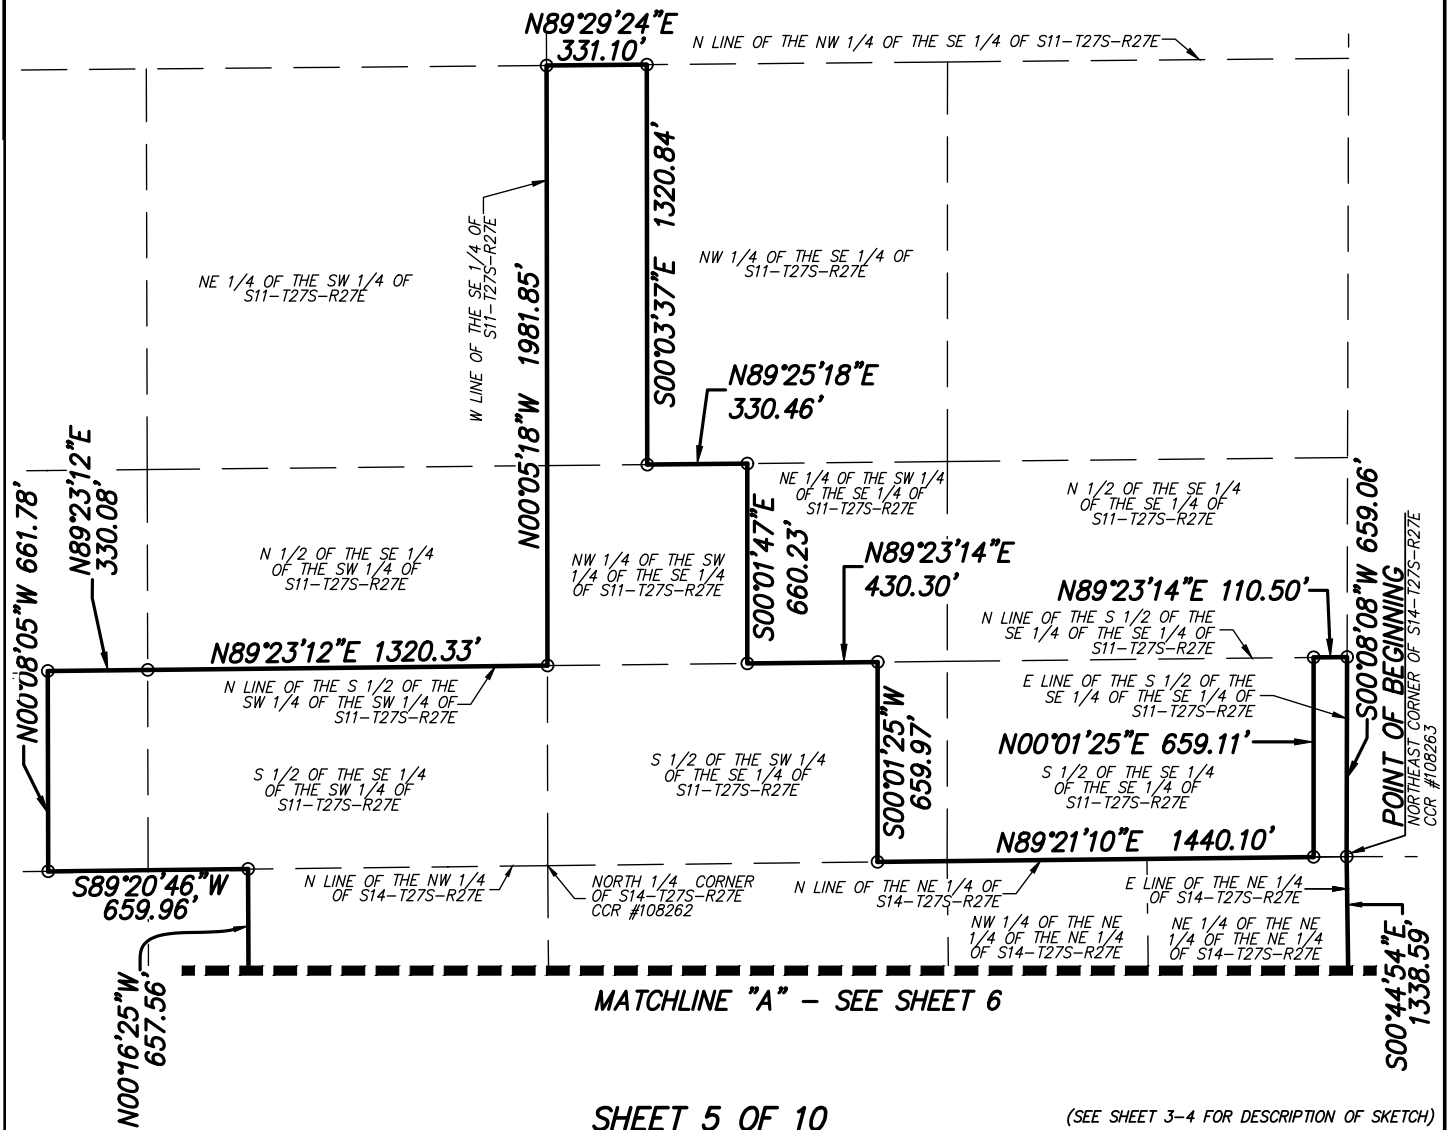 N89°29'24"E
331.10'
N LINE OF THE NW 1/4 OF THE SE 1/4 OF S11-T27S-R27E
S00°03'37"E 1320.84'
W LINE OF THE SE 1/4 OF
S11-T27S-R27E
N00°05'18"W 1981.85'
NE 1/4 OF THE SW 1/4 OF
S11-T27S-R27E
NW 1/4 OF THE SE 1/4 OF
S11-T27S-R27E
N89°25'18"E
330.46'
N89°23'12"E
330.08'
N00°08'05"W 661.78'
N 1/2 OF THE SE 1/4
OF THE SW 1/4 OF
S11-T27S-R27E
NW 1/4 OF THE SW
1/4 OF THE SE 1/4
OF S11-T27S-R27E
S00°01'47"E
660.23'
NE 1/4 OF THE SW 1/4
OF THE SE 1/4 OF
S11-T27S-R27E
N 1/2 OF THE SE 1/4
OF THE SE 1/4 OF
S11-T27S-R27E
N89°23'14"E
430.30'
N89°23'14"E 110.50'
S00°08'08"W 659.06'
POINT OF BEGINNING
NORTHEAST CORNER OF S14-T27S-R27E
CCR #108263
N LINE OF THE S 1/2 OF THE
SE 1/4 OF THE SE 1/4 OF
S11-T27S-R27E
N89°23'12"E 1320.33'
N LINE OF THE S 1/2 OF THE
SW 1/4 OF THE SW 1/4 OF
S11-T27S-R27E
E LINE OF THE S 1/2 OF THE
SE 1/4 OF THE SE 1/4 OF
S11-T27S-R27E
S00°01'25"W
659.97'
N00°01'25"E 659.11'
S 1/2 OF THE SE 1/4
OF THE SW 1/4 OF
S11-T27S-R27E
S 1/2 OF THE SW 1/4
OF THE SE 1/4 OF
S11-T27S-R27E
S 1/2 OF THE SE 1/4
OF THE SE 1/4 OF
S11-T27S-R27E
N89°21'10"E 1440.10'
S89°20'46"W
659.96'
N LINE OF THE NW 1/4
OF S14-T27S-R27E
NORTH 1/4 CORNER
OF S14-T27S-R27E
CCR #108262
N LINE OF THE NE 1/4 OF
S14-T27S-R27E
E LINE OF THE NE 1/4
OF S14-T27S-R27E
NW 1/4 OF THE NE
1/4 OF THE NE 1/4
OF S14-T27S-R27E
NE 1/4 OF THE NE
1/4 OF THE NE 1/4
OF S14-T27S-R27E
N00°16'25"W
657.56'
S00°44'54"E
1338.59'
MATCHLINE "A" - SEE SHEET 6
SHEET 5 OF 10
(SEE SHEET 3-4 FOR DESCRIPTION OF SKETCH)